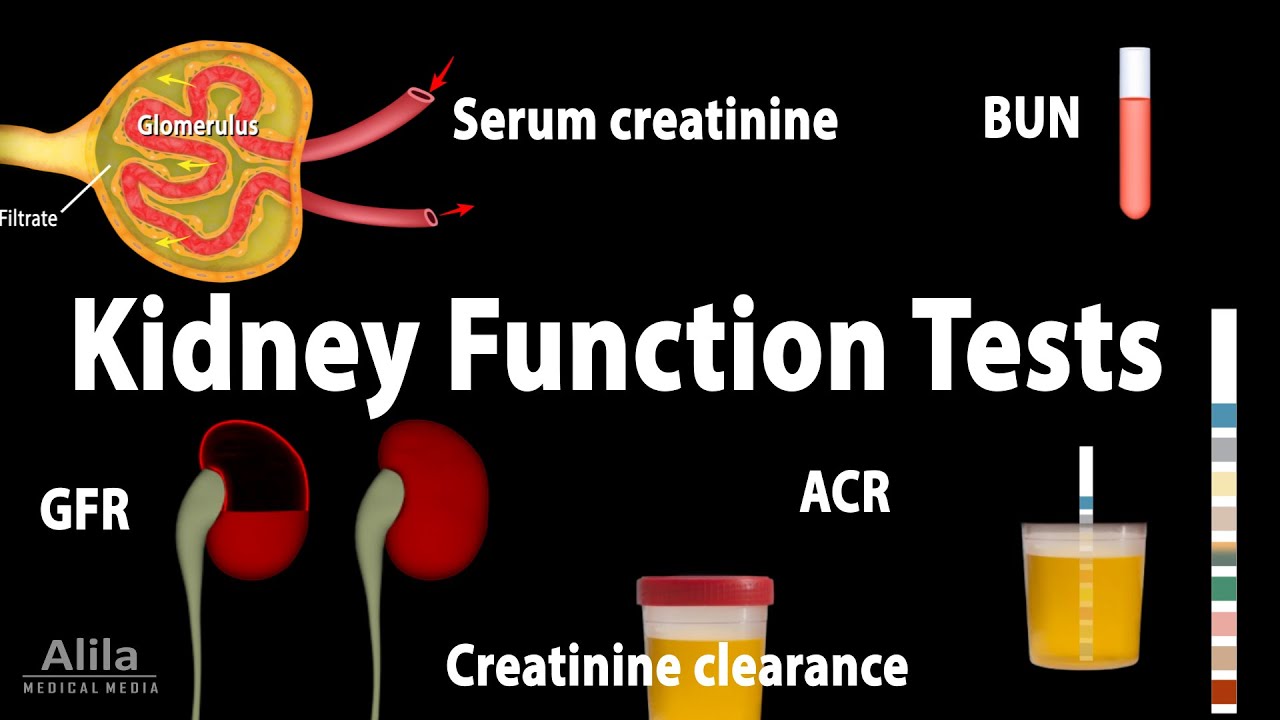 Glomerulus
Serum creatinine
BUN
Filtrate
Kidney Function Tests
GFR
ACR
Creatinine clearance
Alila
MEDICAL MEDIA